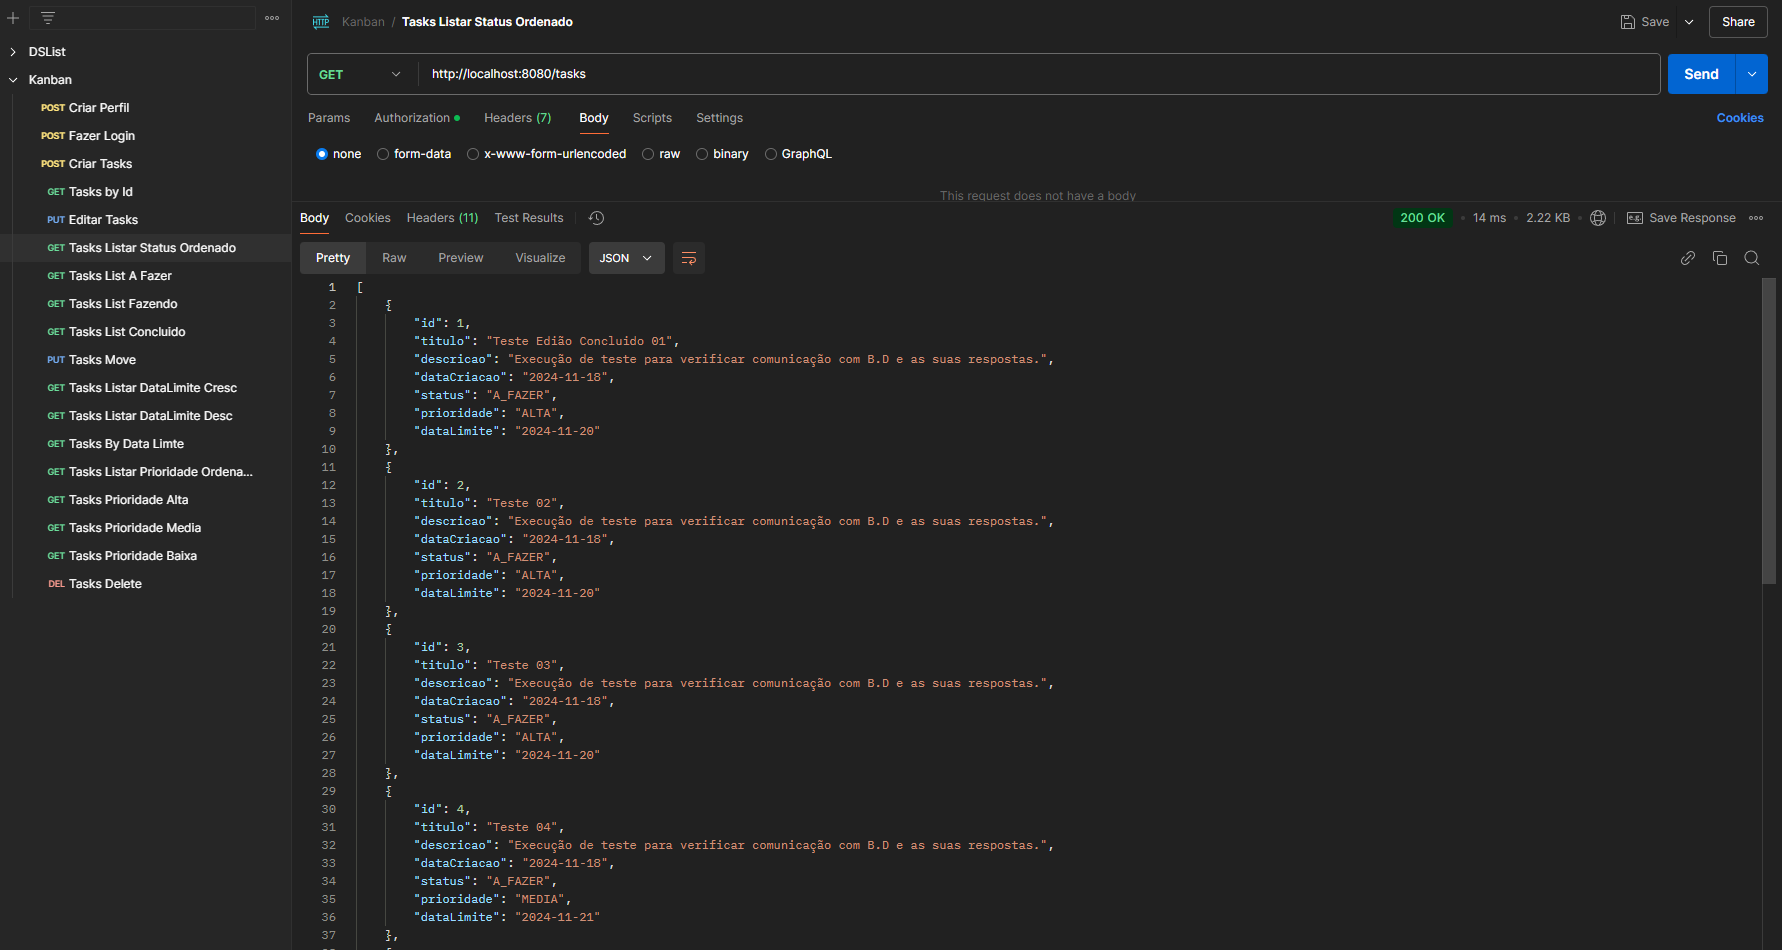 DSList
Kanban
POST Criar Perfil
POST Fazer Login
POST Criar Tasks
GET Tasks by Id
PUT Editar Tasks
GET Tasks Listar Status Ordenado
GET Tasks List A Fazer
GET Tasks List Fazendo
GET Tasks List Concluido
PUT Tasks Move
GET Tasks Listar DataLimite Cresc
GET Tasks Listar DataLimite Desc
GET Tasks By Data Limte
GET Tasks Listar Prioridade Ordena...
GET Tasks Prioridade Alta
GET Tasks Prioridade Media
GET Tasks Prioridade Baixa
DEL Tasks Delete
HTTP Kanban / Tasks Listar Status Ordenado
Save Share
GET http://localhost:8080/tasks Send
Params Authorization Headers (7) Body Scripts Settings Cookies
none form-data x-www-form-urlencoded raw binary GraphQL
This request does not have a body
Body Cookies Headers (11) Test Results 200 OK 14 ms 2.22 KB e.g. Save Response
Pretty Raw Preview Visualize JSON
1 [
2 {
3 "id": 1,
4 "titulo": "Teste Edião Concluido 01",
5 "descricao": "Execução de teste para verificar comunicação com B.D e as suas respostas.",
6 "dataCriacao": "2024-11-18",
7 "status": "A_FAZER",
8 "prioridade": "ALTA",
9 "dataLimite": "2024-11-20"
10 },
11 {
12 "id": 2,
13 "titulo": "Teste 02",
14 "descricao": "Execução de teste para verificar comunicação com B.D e as suas respostas.",
15 "dataCriacao": "2024-11-18",
16 "status": "A_FAZER",
17 "prioridade": "ALTA",
18 "dataLimite": "2024-11-20"
19 },
20 {
21 "id": 3,
22 "titulo": "Teste 03",
23 "descricao": "Execução de teste para verificar comunicação com B.D e as suas respostas.",
24 "dataCriacao": "2024-11-18",
25 "status": "A_FAZER",
26 "prioridade": "ALTA",
27 "dataLimite": "2024-11-20"
28 },
29 {
30 "id": 4,
31 "titulo": "Teste 04",
32 "descricao": "Execução de teste para verificar comunicação com B.D e as suas respostas.",
33 "dataCriacao": "2024-11-18",
34 "status": "A_FAZER",
35 "prioridade": "MEDIA",
36 "dataLimite": "2024-11-21"
37 },